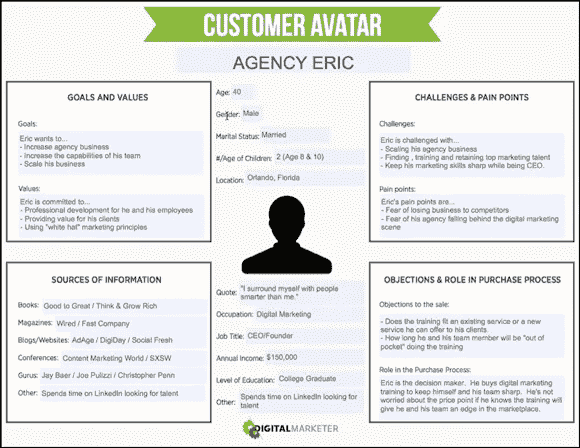 CUSTOMER AVATAR
AGENCY ERIC
GOALS AND VALUES
Goals:
Eric wants to...
- Increase agency business
- Increase the capabilities of his team
- Scale his business
Values:
Eric is committed to...
- Professional development for he and his employees
- Providing value for his clients
- Using "white hat" marketing principles
Age: 40
Gender: Male
Marital Status: Married
#/Age of Children: 2 (Age 8 & 10)
Location: Orlando, Florida
CHALLENGES & PAIN POINTS
Challenges:
Eric is challenged with...
- Scaling his agency business
- Finding , training and retaining top marketing talent
- Keep his marketing skills sharp while being CEO.
Pain points:
Eric's pain points are...
- Fear of losing business to competitors
- Fear of his agency falling behind the digital marketing
scene
SOURCES OF INFORMATION
Books: Good to Great / Think & Grow Rich
Magazines: Wired / Fast Company
Blogs/Websites: AdAge / DigiDay / Social Fresh
Conferences: Content Marketing World / SXSW
Gurus: Jay Baer / Joe Pulizzi / Christopher Penn
Other: Spends time on LinkedIn looking for talent
Quote: "I surround myself with people
smarter than me."
Occupation: Digital Marketing
Job Title: CEO/Founder
Annual Income: $150,000
Level of Education: College Graduate
Other: Spends time on LinkedIn looking for
talent
OBJECTIONS & ROLE IN PURCHASE PROCESS
Objections to the sale:
- Does the training fit an existing service or a new
service he can offer to his clients.
- How long he and his team member will be "out of
pocket" doing the training
Role in the Purchase Process:
Eric is the decision maker. He buys digital marketing
training to keep himself and his team sharp. He's not
worried about the price point if he knows the training will
give he and his team an edge in the marketplace.
DIGITALMARKETER